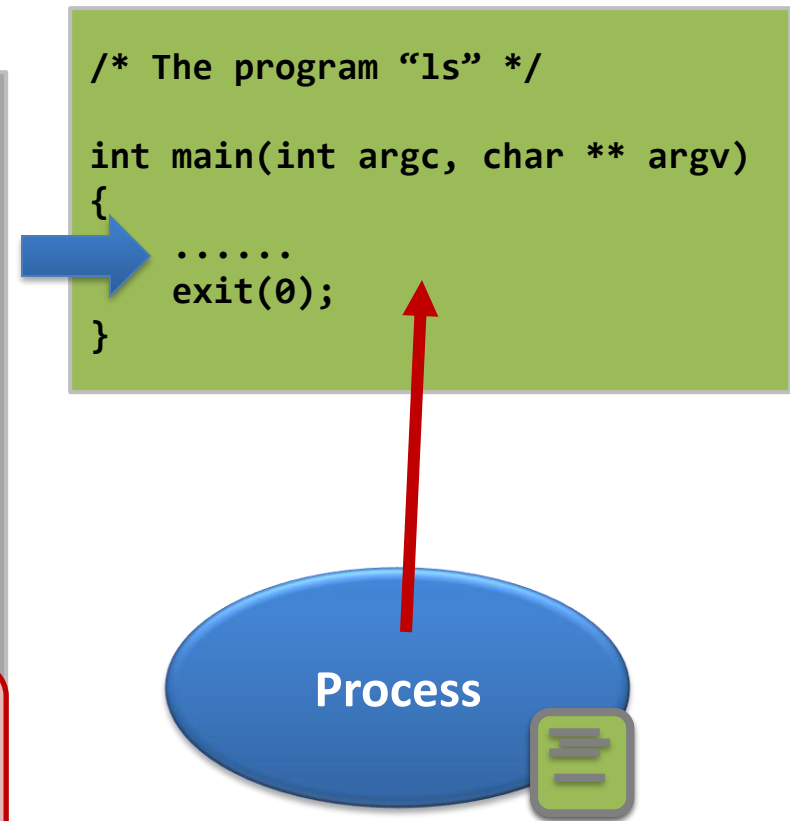 /* The program “ls” */
int main(int argc, char ** argv)
{
......
exit(0);
}
Process